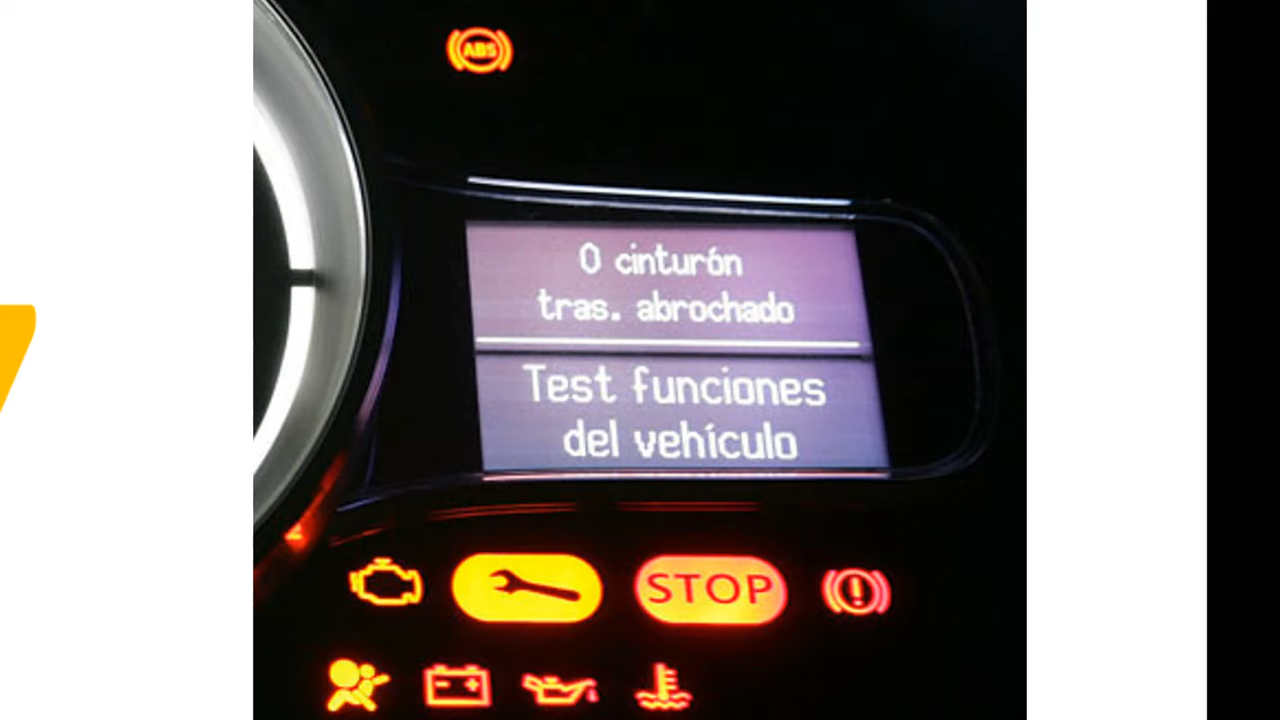 ABS
0 cinturón
tras. abrochado
Test funciones
del vehículo
STOP